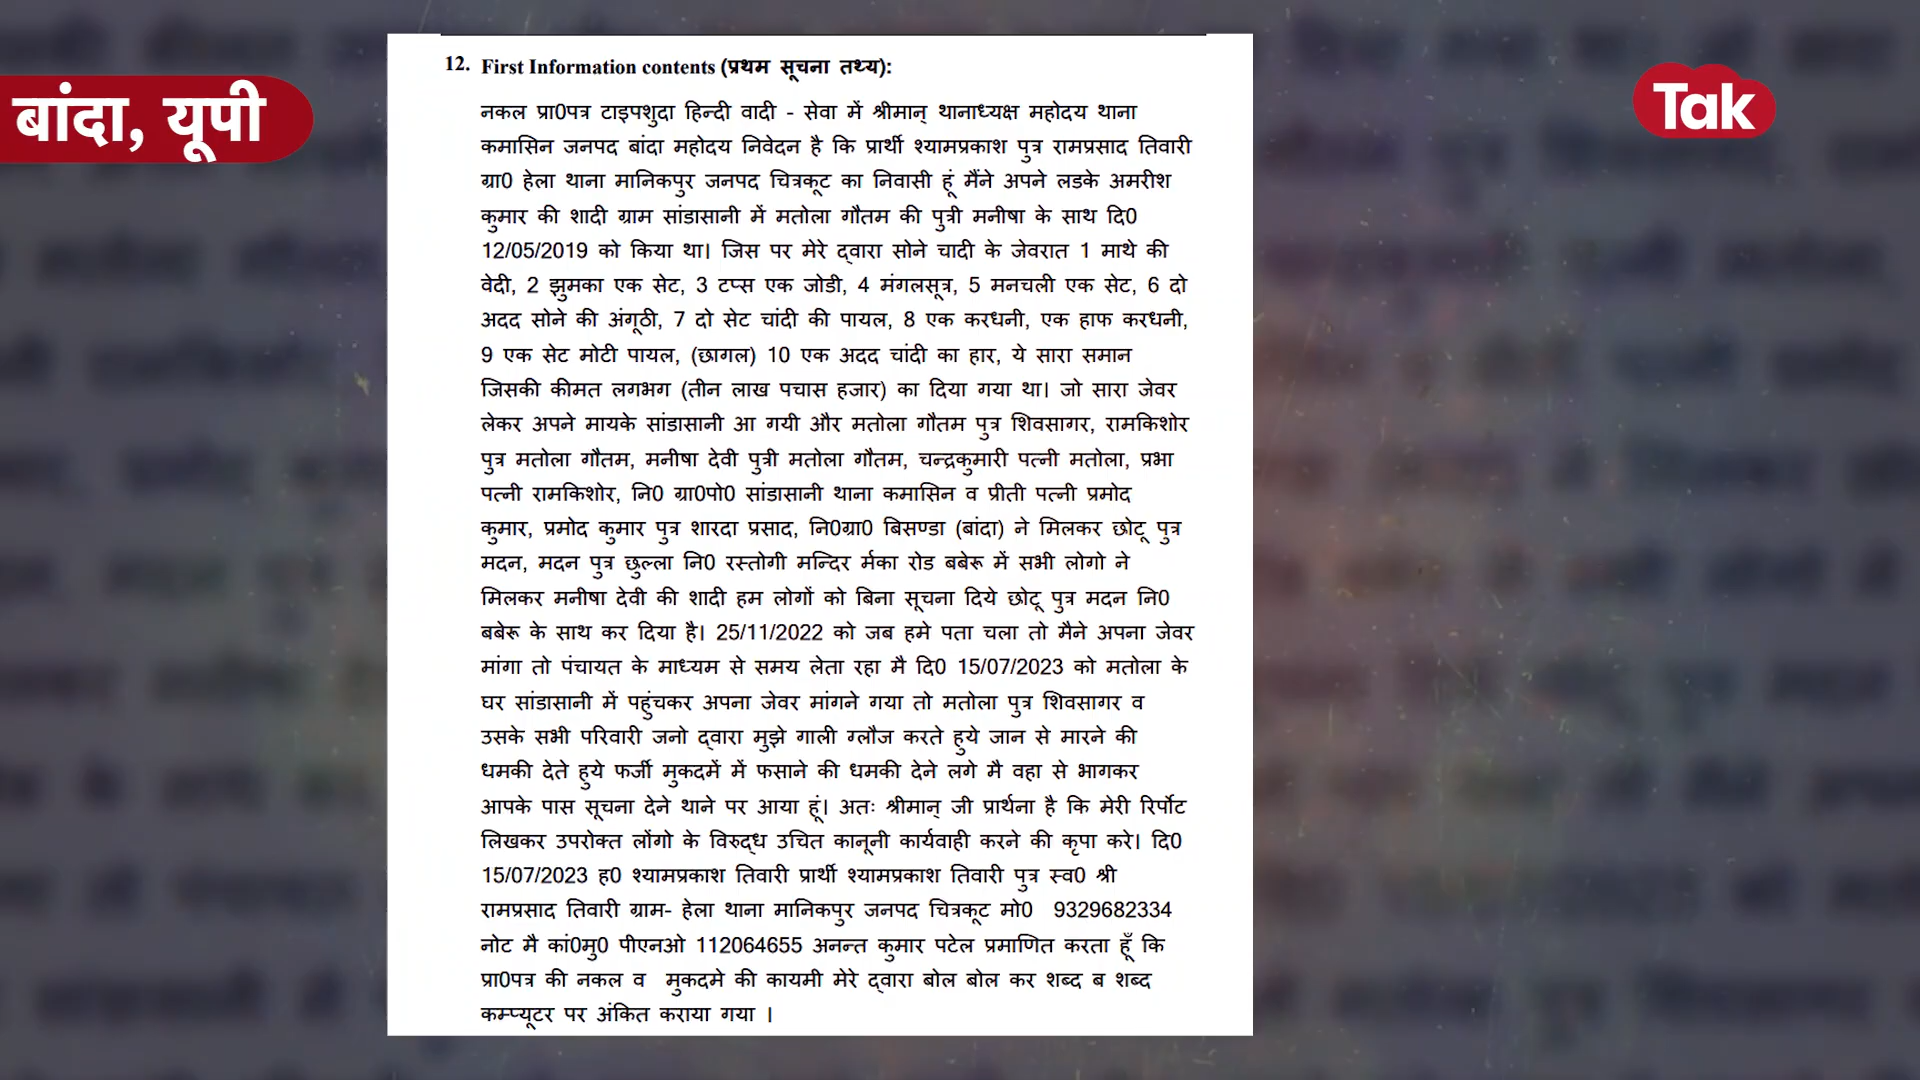 बांदा, यूपी
Tak
12. First Information contents (प्रथम सूचना तथ्य):
नकल प्रा0पत्र टाइपशुदा हिन्दी वादी - सेवा में श्रीमान् थानाध्यक्ष महोदय थाना
कमासिन जनपद बांदा महोदय निवेदन है कि प्रार्थी श्यामप्रकाश पुत्र रामप्रसाद तिवारी
ग्रा0 हेला थाना मानिकपुर जनपद चित्रकूट का निवासी हूं मैंने अपने लडके अमरीश
कुमार की शादी ग्राम सांडासानी में मतोला गौतम की पुत्री मनीषा के साथ दि0
12/05/2019 को किया था। जिस पर मेरे द्वारा सोने चादी के जेवरात 1 माथे की
वेदी, 2 झुमका एक सेट, 3 टप्स एक जोडी, 4 मंगलसूत्र, 5 मनचली एक सेट, 6 दो
अदद सोने की अंगूठी, 7 दो सेट चांदी की पायल, 8 एक करधनी, एक हाफ करधनी,
9 एक सेट मोटी पायल, (छागल) 10 एक अदद चांदी का हार, ये सारा समान
जिसकी कीमत लगभग (तीन लाख पचास हजार) का दिया गया था। जो सारा जेवर
लेकर अपने मायके सांडासानी आ गयी और मतोला गौतम पुत्र शिवसागर, रामकिशोर
पुत्र मतोला गौतम, मनीषा देवी पुत्री मतोला गौतम, चन्द्रकुमारी पत्नी मतोला, प्रभा
पत्नी रामकिशोर, नि0 ग्रा0पो0 सांडासानी थाना कमासिन व प्रीती पत्नी प्रमोद
कुमार, प्रमोद कुमार पुत्र शारदा प्रसाद, नि0ग्रा0 बिसण्डा (बांदा) ने मिलकर छोटू पुत्र
मदन, मदन पुत्र छुल्ला नि0 रस्तोगी मन्दिर र्मका रोड बबेरू में सभी लोगो ने
मिलकर मनीषा देवी की शादी हम लोगों को बिना सूचना दिये छोटू पुत्र मदन नि0
बबेरू के साथ कर दिया है। 25/11/2022 को जब हमे पता चला तो मैने अपना जेवर
मांगा तो पंचायत के माध्यम से समय लेता रहा मै दि0 15/07/2023 को मतोला के
घर सांडासानी में पहुंचकर अपना जेवर मांगने गया तो मतोला पुत्र शिवसागर व
उसके सभी परिवारी जनो द्वारा मुझे गाली ग्लौज करते हुये जान से मारने की
धमकी देते हुये फर्जी मुकदमें में फसाने की धमकी देने लगे मै वहा से भागकर
आपके पास सूचना देने थाने पर आया हूं। अतः श्रीमान् जी प्रार्थना है कि मेरी रिर्पोट
लिखकर उपरोक्त लोंगो के विरुद्ध उचित कानूनी कार्यवाही करने की कृपा करे। दि0
15/07/2023 ह0 श्यामप्रकाश तिवारी प्रार्थी श्यामप्रकाश तिवारी पुत्र स्व0 श्री
रामप्रसाद तिवारी ग्राम- हेला थाना मानिकपुर जनपद चित्रकूट मो0 9329682334
नोट मै कां0मु0 पीएनओ 112064655 अनन्त कुमार पटेल प्रमाणित करता हूँ कि
प्रा0पत्र की नकल व मुकदमे की कायमी मेरे द्वारा बोल बोल कर शब्द ब शब्द
कम्प्यूटर पर अंकित कराया गया ।